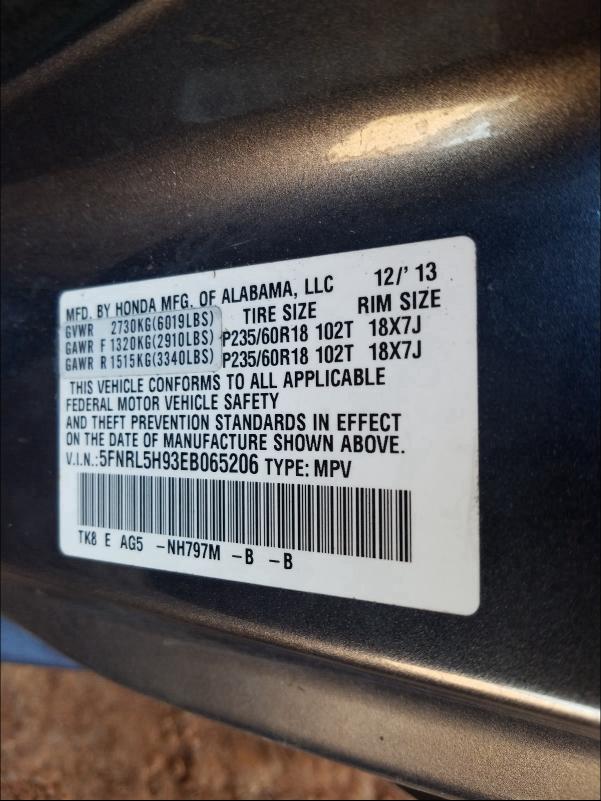 MFD. BY HONDA MFG. OF ALABAMA, LLC 12/'13
TIRE SIZE RIM SIZE
GVWR 2730KG(6019LBS)
GAWR F 1320KG(2910LBS) P235/60R18 102T 18X7J
GAWR R 1515KG(3340LBS) P235/60R18 102T 18X7J
THIS VEHICLE CONFORMS TO ALL APPLICABLE
FEDERAL MOTOR VEHICLE SAFETY
AND THEFT PREVENTION STANDARDS IN EFFECT
ON THE DATE OF MANUFACTURE SHOWN ABOVE.
V.I.N.:5FNRL5H93EB065206 TYPE: MPV
TK8 E AG5 -NH797M -B -B